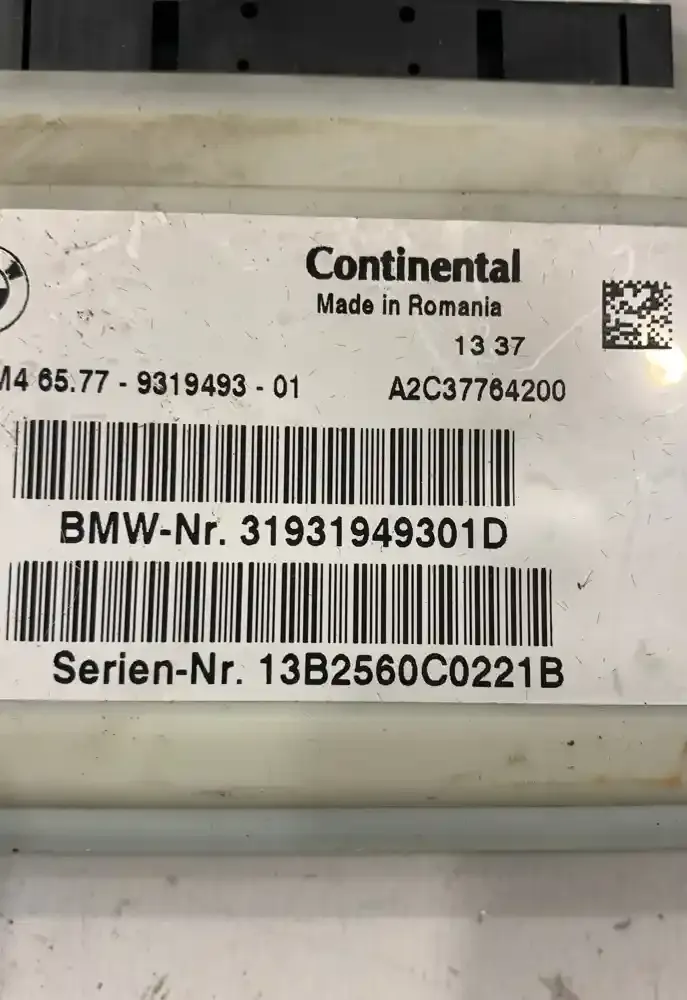 Continental
Made in Romania
13 37
M4 65.77 - 9319493 - 01 A2C37764200
BMW-Nr. 31931949301D
Serien-Nr. 13B2560C0221B